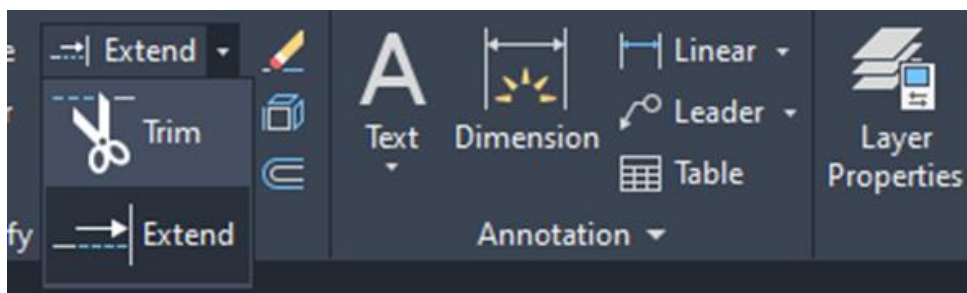 Extend
Trim
Extend
Text
Dimension
Linear
Leader
Table
Annotation
Layer
Properties